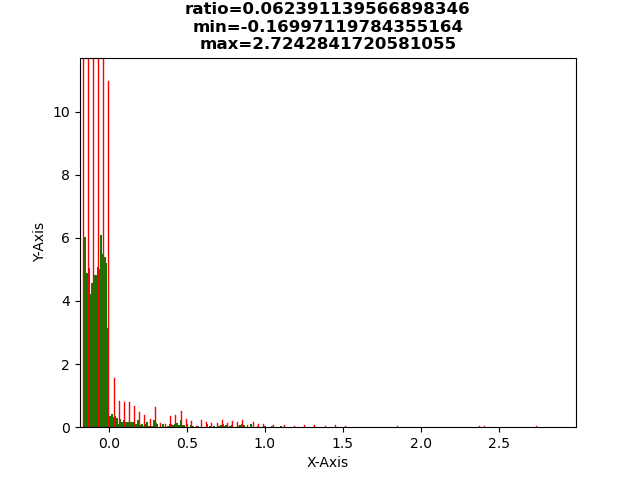 ratio=0.062391139566898346
min=-0.16997119784355164
max=2.7242841720581055
10
8
6
4
2
0
Y-Axis
0.0 0.5 1.0 1.5 2.0 2.5
X-Axis